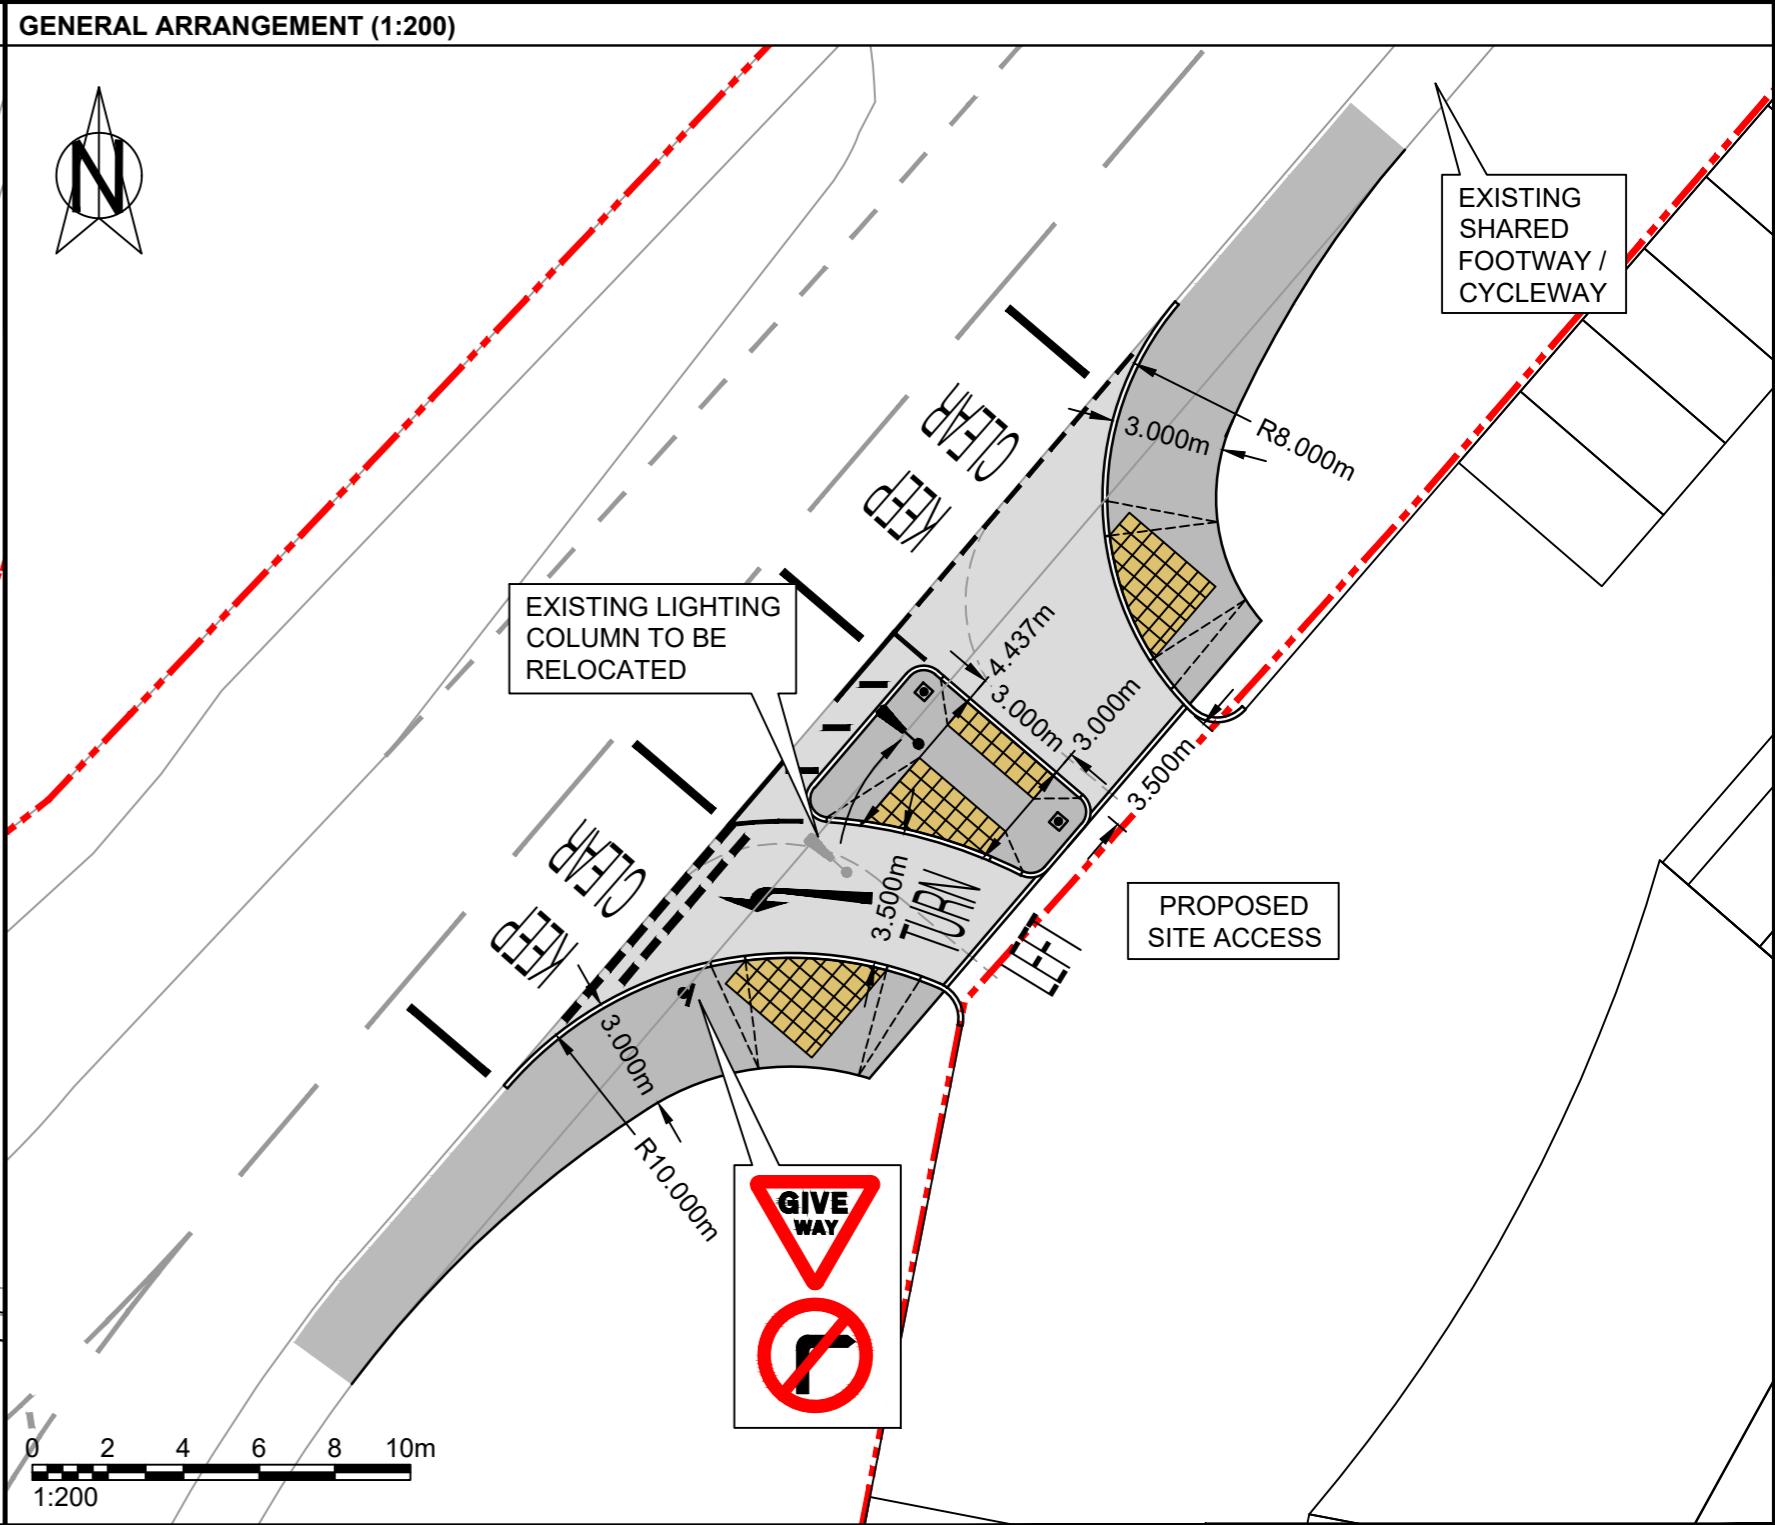 GENERAL ARRANGEMENT (1:200)
N
EXISTING
SHARED
FOOTWAY /
CYCLEWAY
CLEAR
KEEP
3.000m
R8.000m
EXISTING LIGHTING
COLUMN TO BE
RELOCATED
4.437m
3.000m
3.000m
3.500m
CLEAR
KEEP
3.500m
TURN
LEFT
PROPOSED
SITE ACCESS
3.000m
R10.000m
GIVE
WAY
0 2 4 6 8 10m
1:200